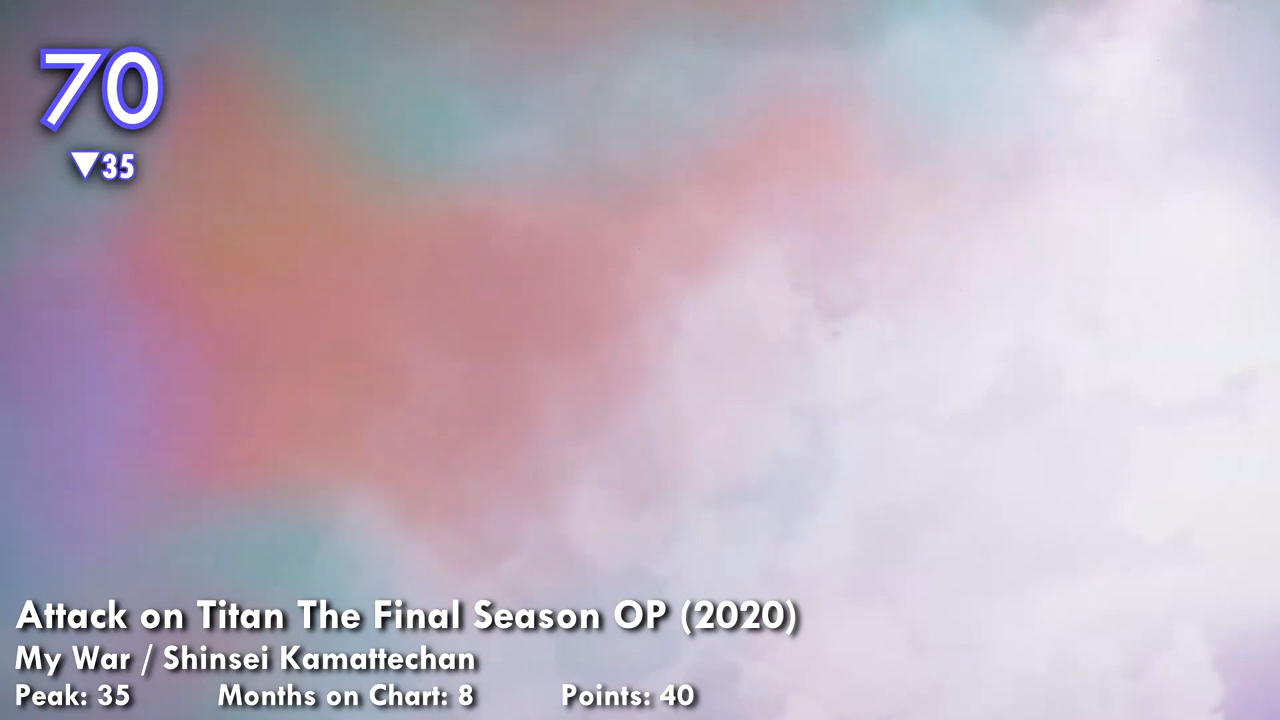 70
▼35
Attack on Titan The Final Season OP (2020)
My War / Shinsei Kamattechan
Peak: 35 Months on Chart: 8 Points: 40